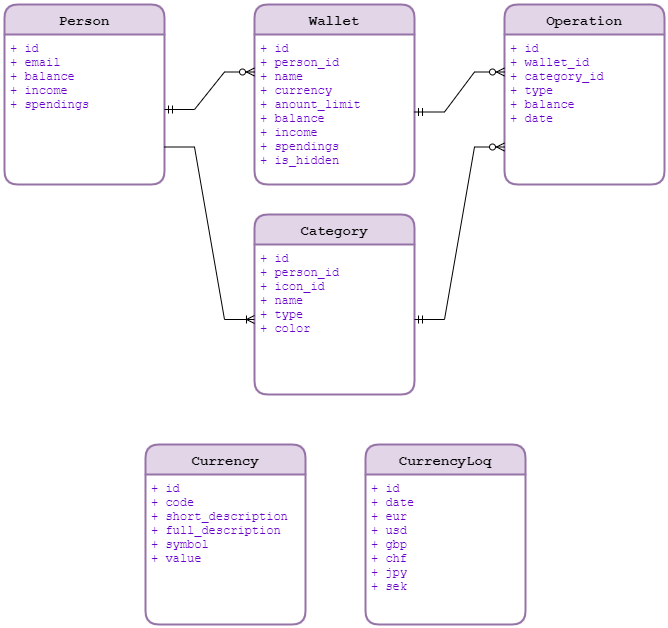 Person
+ id
+ email
+ balance
+ income
+ spendings
Wallet
+ id
+ person_id
+ name
+ currency
+ anount_limit
+ balance
+ income
+ spendings
+ is_hidden
Operation
+ id
+ wallet_id
+ category_id
+ type
+ balance
+ date
Category
+ id
+ person_id
+ icon_id
+ name
+ type
+ color
Currency
+ id
+ code
+ short_description
+ full_description
+ symbol
+ value
CurrencyLoq
+ id
+ date
+ eur
+ usd
+ gbp
+ chf
+ jpy
+ sek